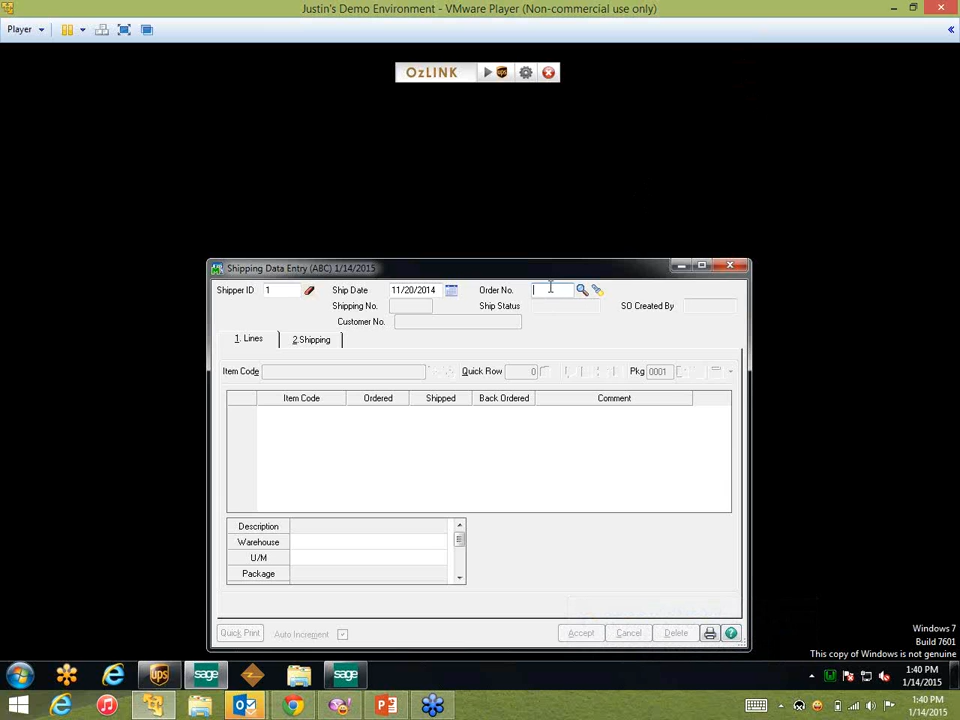 Justin's Demo Environment - VMware Player (Non-commercial use only)
Player
OzLINK
ups
Shipping Data Entry (ABC) 1/14/2015
Shipper ID 1 Ship Date 11/20/2014 Order No.
Shipping No. Ship Status SO Created By
Customer No.
1. Lines 2.Shipping
Item Code Quick Row 0 Pkg 0001
Item Code Ordered Shipped Back Ordered Comment
Description
Warehouse
U/M
Package
Quick Print Auto Increment Accept Cancel Delete
Windows 7
Build 7601
This copy of Windows is not genuine
ups sage sage
1:40 PM
1/14/2015
1:40 PM
1/14/2015